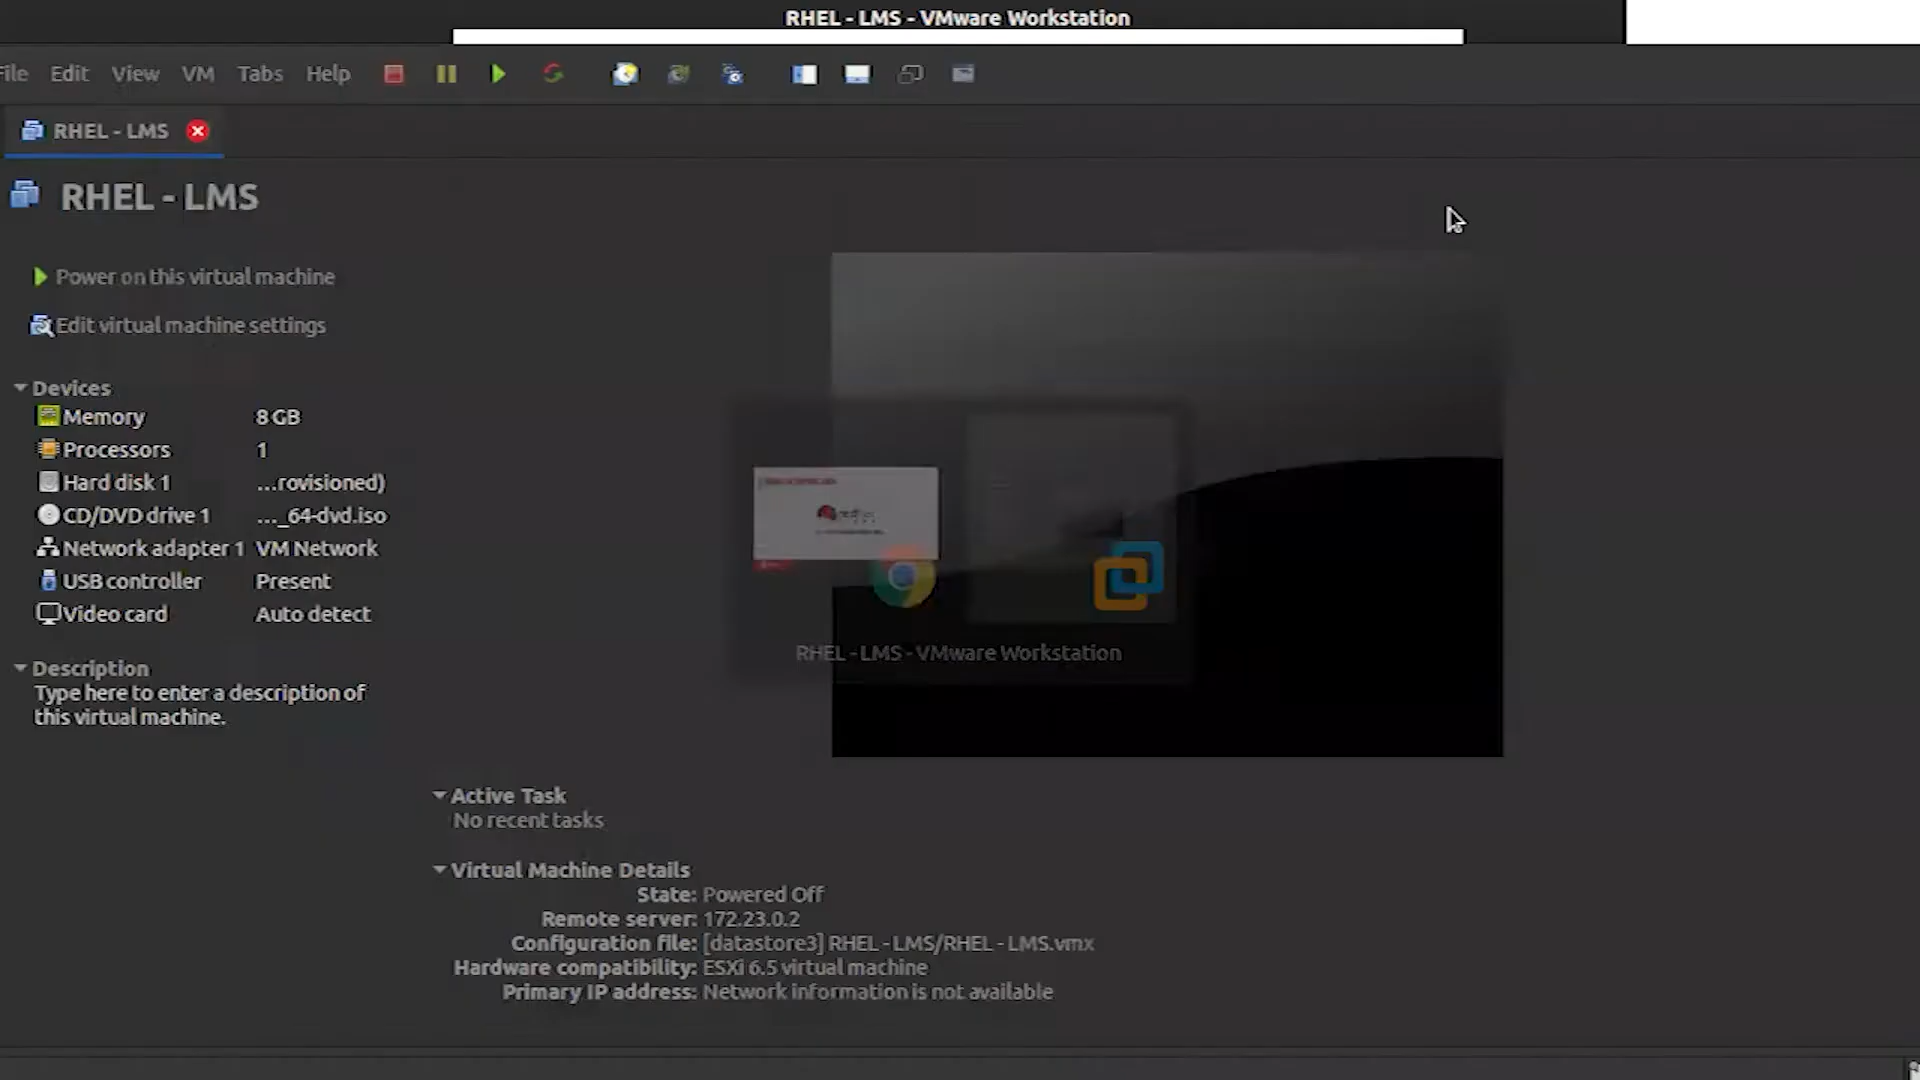 RHEL - LMS - VMware Workstation
File Edit View VM Tabs Help
RHEL - LMS
RHEL - LMS
Power on this virtual machine
Edit virtual machine settings
Devices
Memory 8 GB
Processors 1
Hard disk 1 ...rovisioned)
CD/DVD drive 1 ..._64-dvd.iso
Network adapter 1 VM Network
USB controller Present
Video card Auto detect
Description
Type here to enter a description of
this virtual machine.
RHEL - LMS - VMware Workstation
Active Task
No recent tasks
Virtual Machine Details
State: Powered Off
Remote server: 172.23.0.2
Configuration file: [datastore3] RHEL - LMS/RHEL - LMS.vmx
Hardware compatibility: ESXi 6.5 virtual machine
Primary IP address: Network information is not available